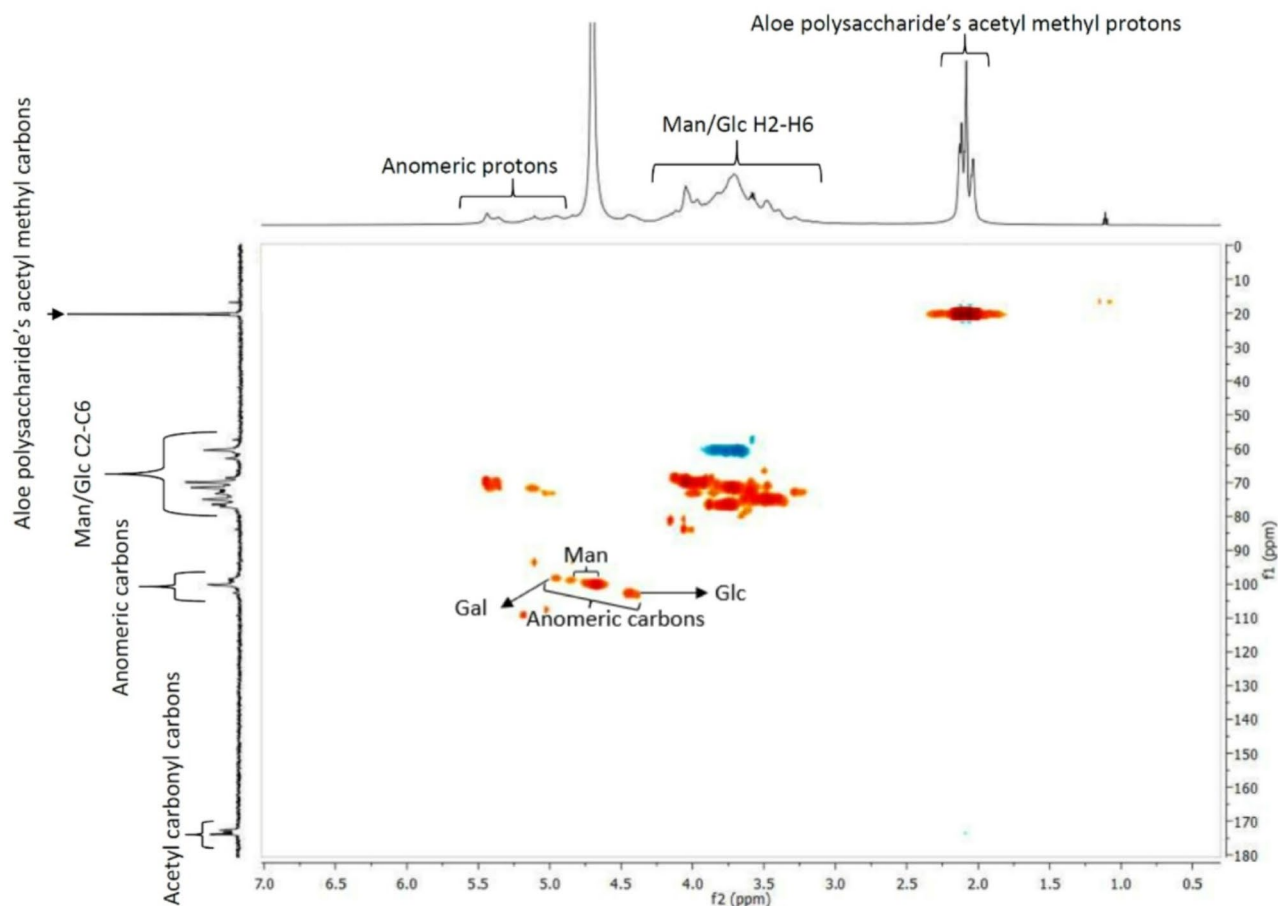 Aloe polysaccharide's acetyl methyl protons
Man/Glc H2-H6
Anomeric protons
Aloe polysaccharide's acetyl methyl carbons
Man/Glc C2-C6
Anomeric carbons
Acetyl carbonyl carbons
Man
Gal
Glc
Anomeric carbons
0
10
20
30
40
50
60
70
80
90
100
110
120
130
140
150
160
170
180
f1 (ppm)
7.0 6.5 6.0 5.5 5.0 4.5 4.0 3.5 3.0 2.5 2.0 1.5 1.0 0.5
f2 (ppm)